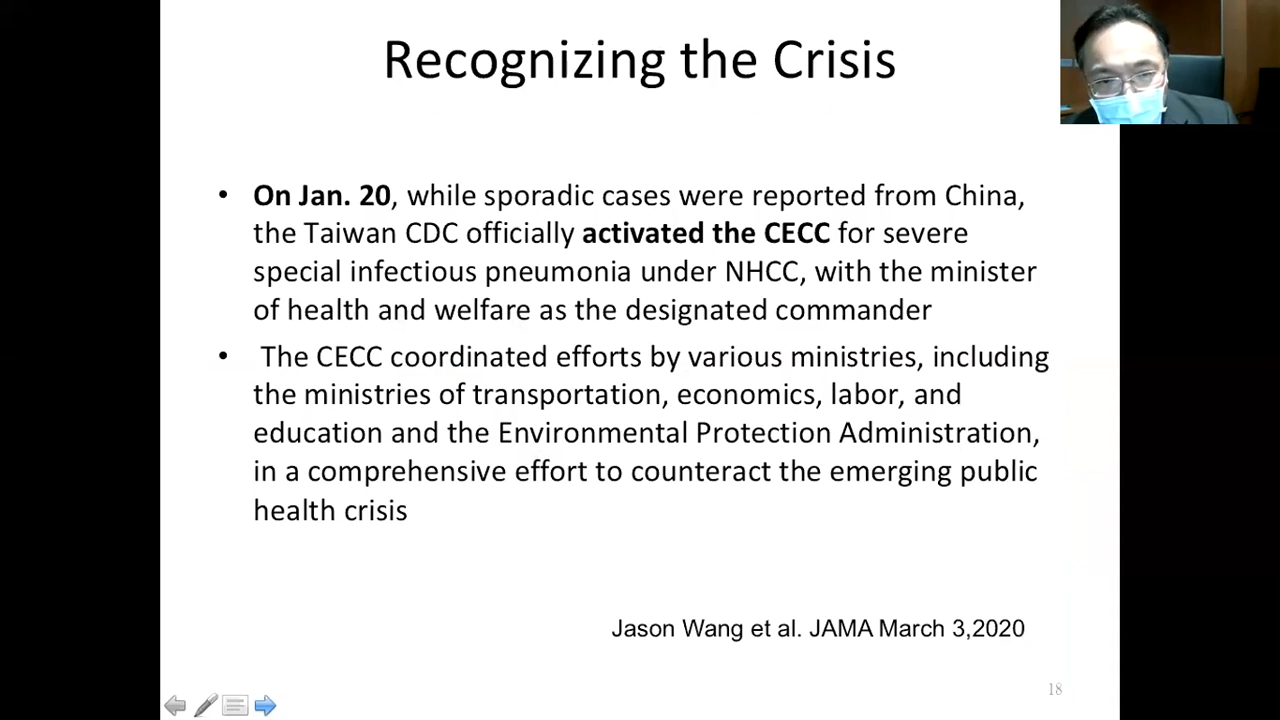 Recognizing the Crisis
• On Jan. 20, while sporadic cases were reported from China,
the Taiwan CDC officially activated the CECC for severe
special infectious pneumonia under NHCC, with the minister
of health and welfare as the designated commander
• The CECC coordinated efforts by various ministries, including
the ministries of transportation, economics, labor, and
education and the Environmental Protection Administration,
in a comprehensive effort to counteract the emerging public
health crisis
Jason Wang et al. JAMA March 3,2020
18